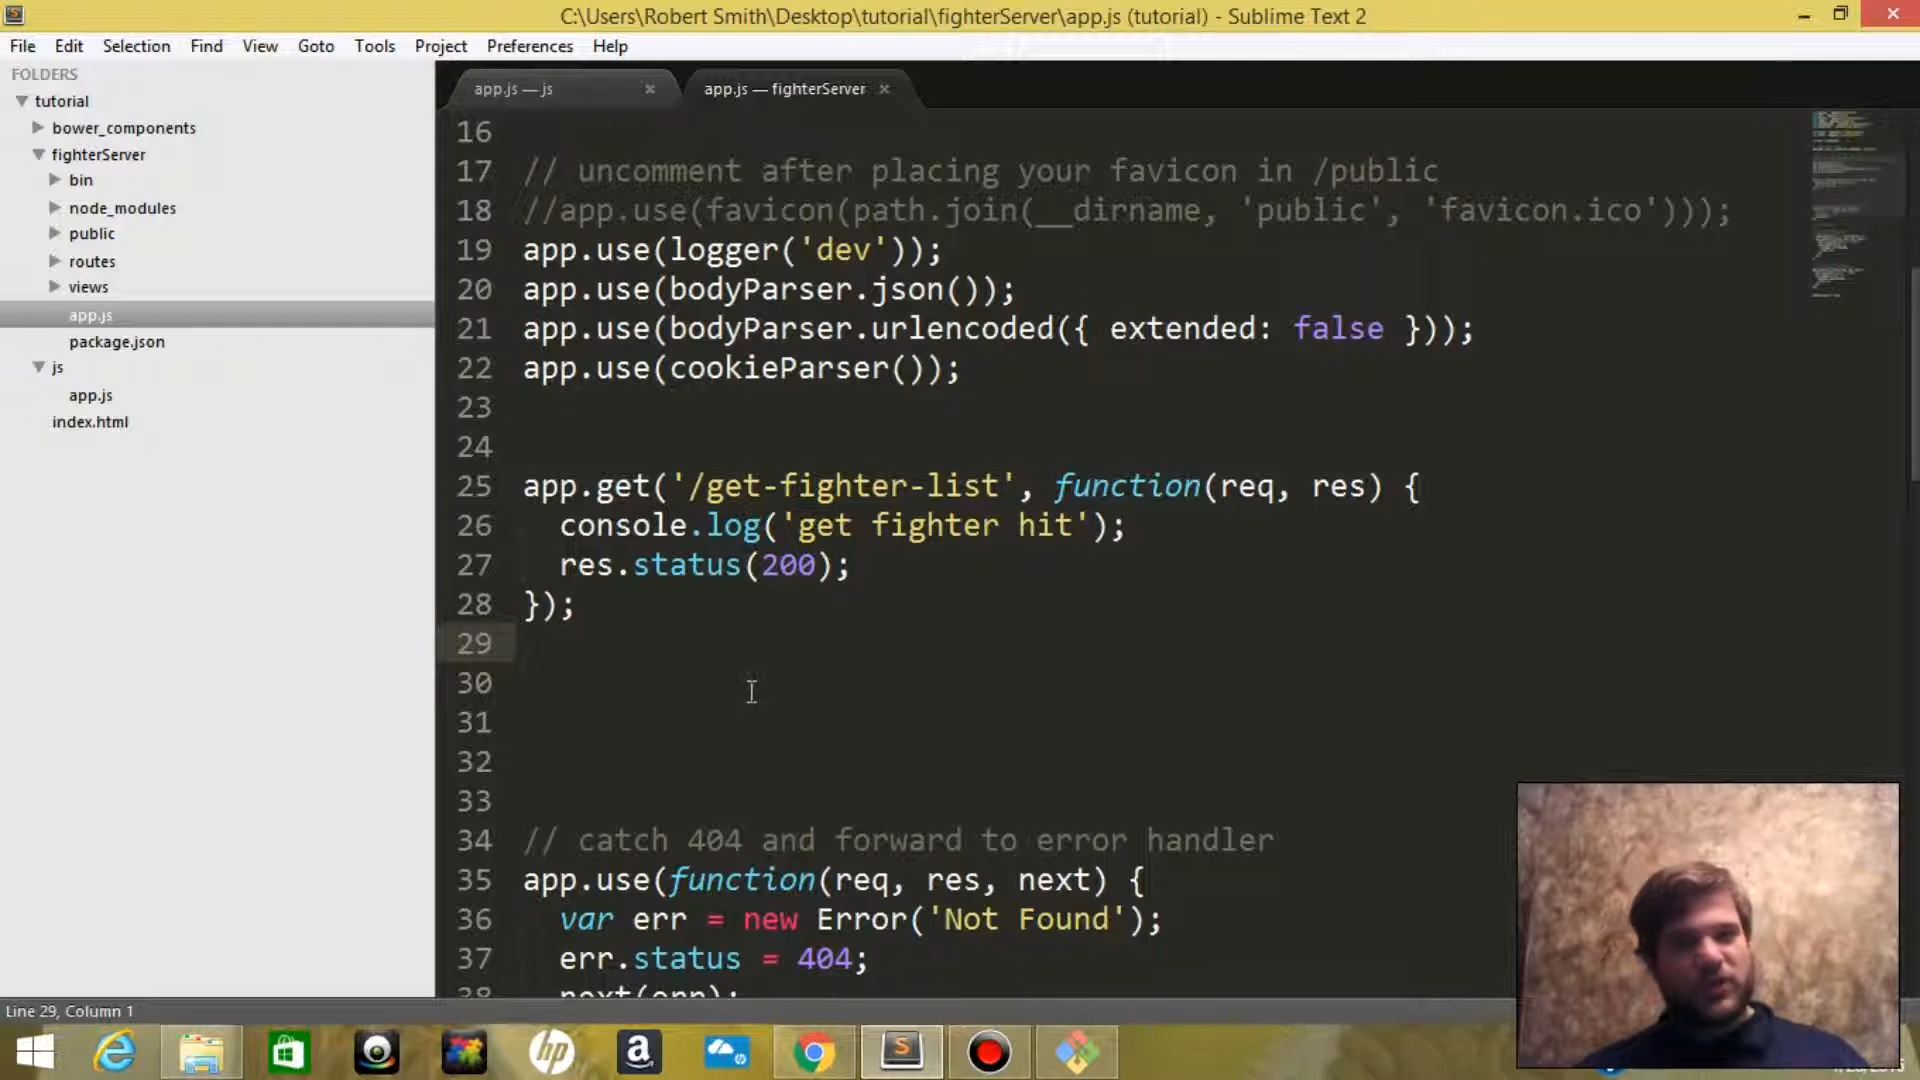 C:\Users\Robert Smith\Desktop\tutorial\fighterServer\app.js (tutorial) - Sublime Text 2
File Edit Selection Find View Goto Tools Project Preferences Help
FOLDERS
tutorial
bower_components
fighterServer
bin
node_modules
public
routes
views
app.js
package.json
js
app.js
index.html
app.js — js
app.js — fighterServer
16
17 // uncomment after placing your favicon in /public
18 //app.use(favicon(path.join(__dirname, 'public', 'favicon.ico')));
19 app.use(logger('dev'));
20 app.use(bodyParser.json());
21 app.use(bodyParser.urlencoded({ extended: false }));
22 app.use(cookieParser());
23
24
25 app.get('/get-fighter-list', function(req, res) {
26 console.log('get fighter hit');
27 res.status(200);
28 });
29
30
31
32
33
34 // catch 404 and forward to error handler
35 app.use(function(req, res, next) {
36 var err = new Error('Not Found');
37 err.status = 404;
38 next(err);
Line 29, Column 1
hp
a
S